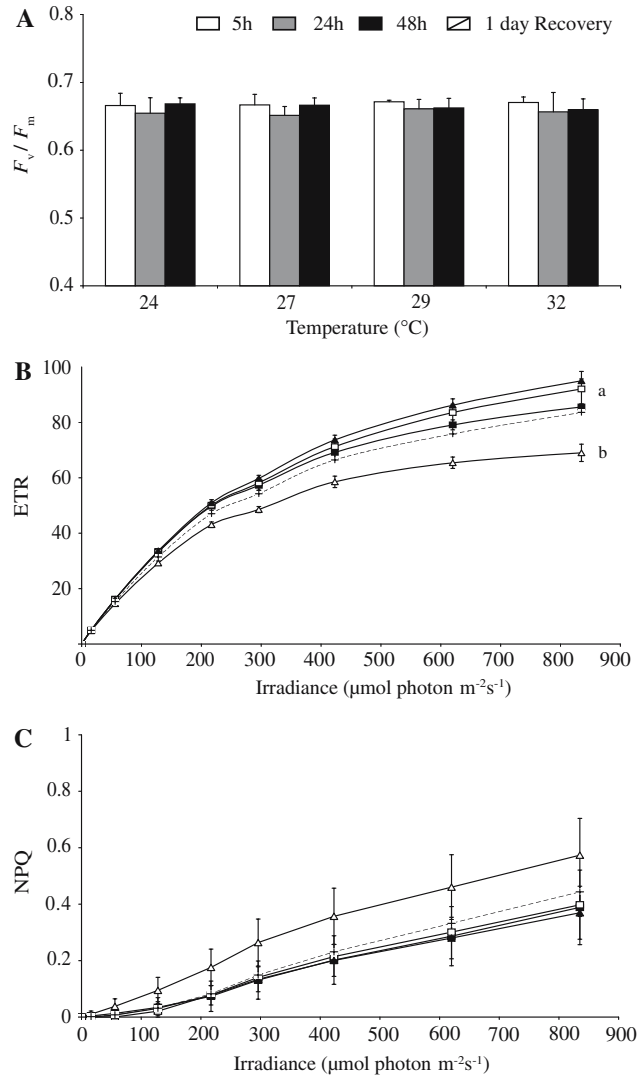 A
5h 24h 48h 1 day Recovery
0.8
0.7
0.6
0.5
0.4
Fv / Fm
24 27 29 32
Temperature (°C)
B
100
80
60
40
20
ETR
a
b
0 100 200 300 400 500 600 700 800 900
Irradiance (µmol photon m-2s-1)
C
1
0.8
0.6
0.4
0.2
0
NPQ
0 100 200 300 400 500 600 700 800 900
Irradiance (µmol photon m-2s-1)